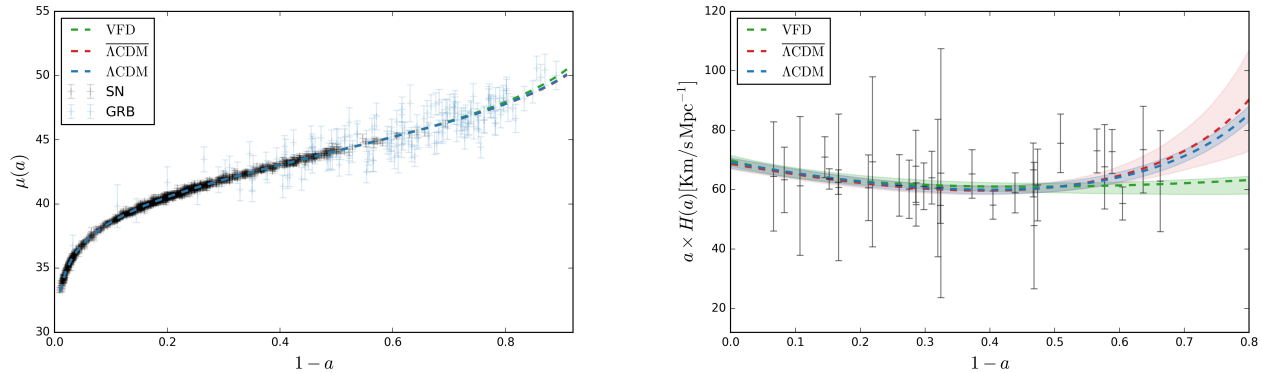 55
50
45
40
35
30
μ(a)
VFD
\overline{ΛCDM}
ΛCDM
SN
GRB
0.0 0.2 0.4 0.6 0.8
1 − a
120
100
80
60
40
20
a × H(a)[Km/s Mpc⁻¹]
VFD
\overline{ΛCDM}
ΛCDM
0.0 0.1 0.2 0.3 0.4 0.5 0.6 0.7 0.8
1 − a